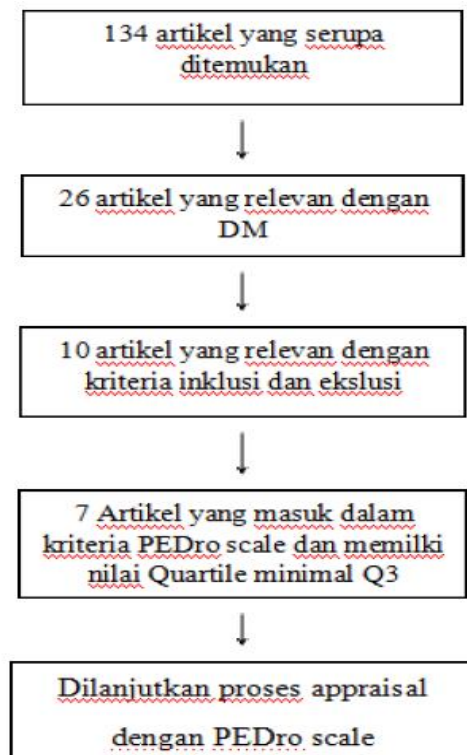 134 artikel yang serupa
ditemukan
26 artikel yang relevan dengan
DM
10 artikel yang relevan dengan
kriteria inklusi dan ekslusi
7 Artikel yang masuk dalam
kriteria PEDro scale dan memilki
nilai Quartile minimal Q3
Dilanjutkan proses appraisal
dengan PEDro scale